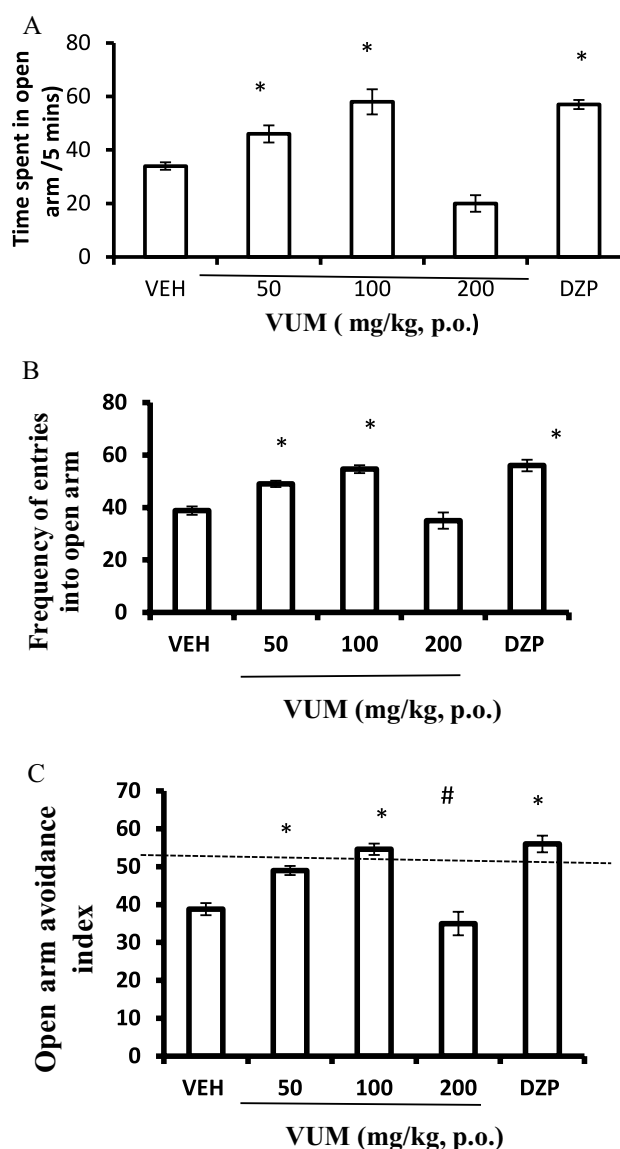 A
Time spent in open
arm /5 mins)
80
60
40
20
0
* * *
VEH 50 100 200 DZP
VUM ( mg/kg, p.o.)
B
Frequency of entries
into open arm
80
60
40
20
0
* * *
VEH 50 100 200 DZP
VUM (mg/kg, p.o.)
C
Open arm avoidance
index
70
60
50
40
30
20
10
0
* * # *
VEH 50 100 200 DZP
VUM (mg/kg, p.o.)